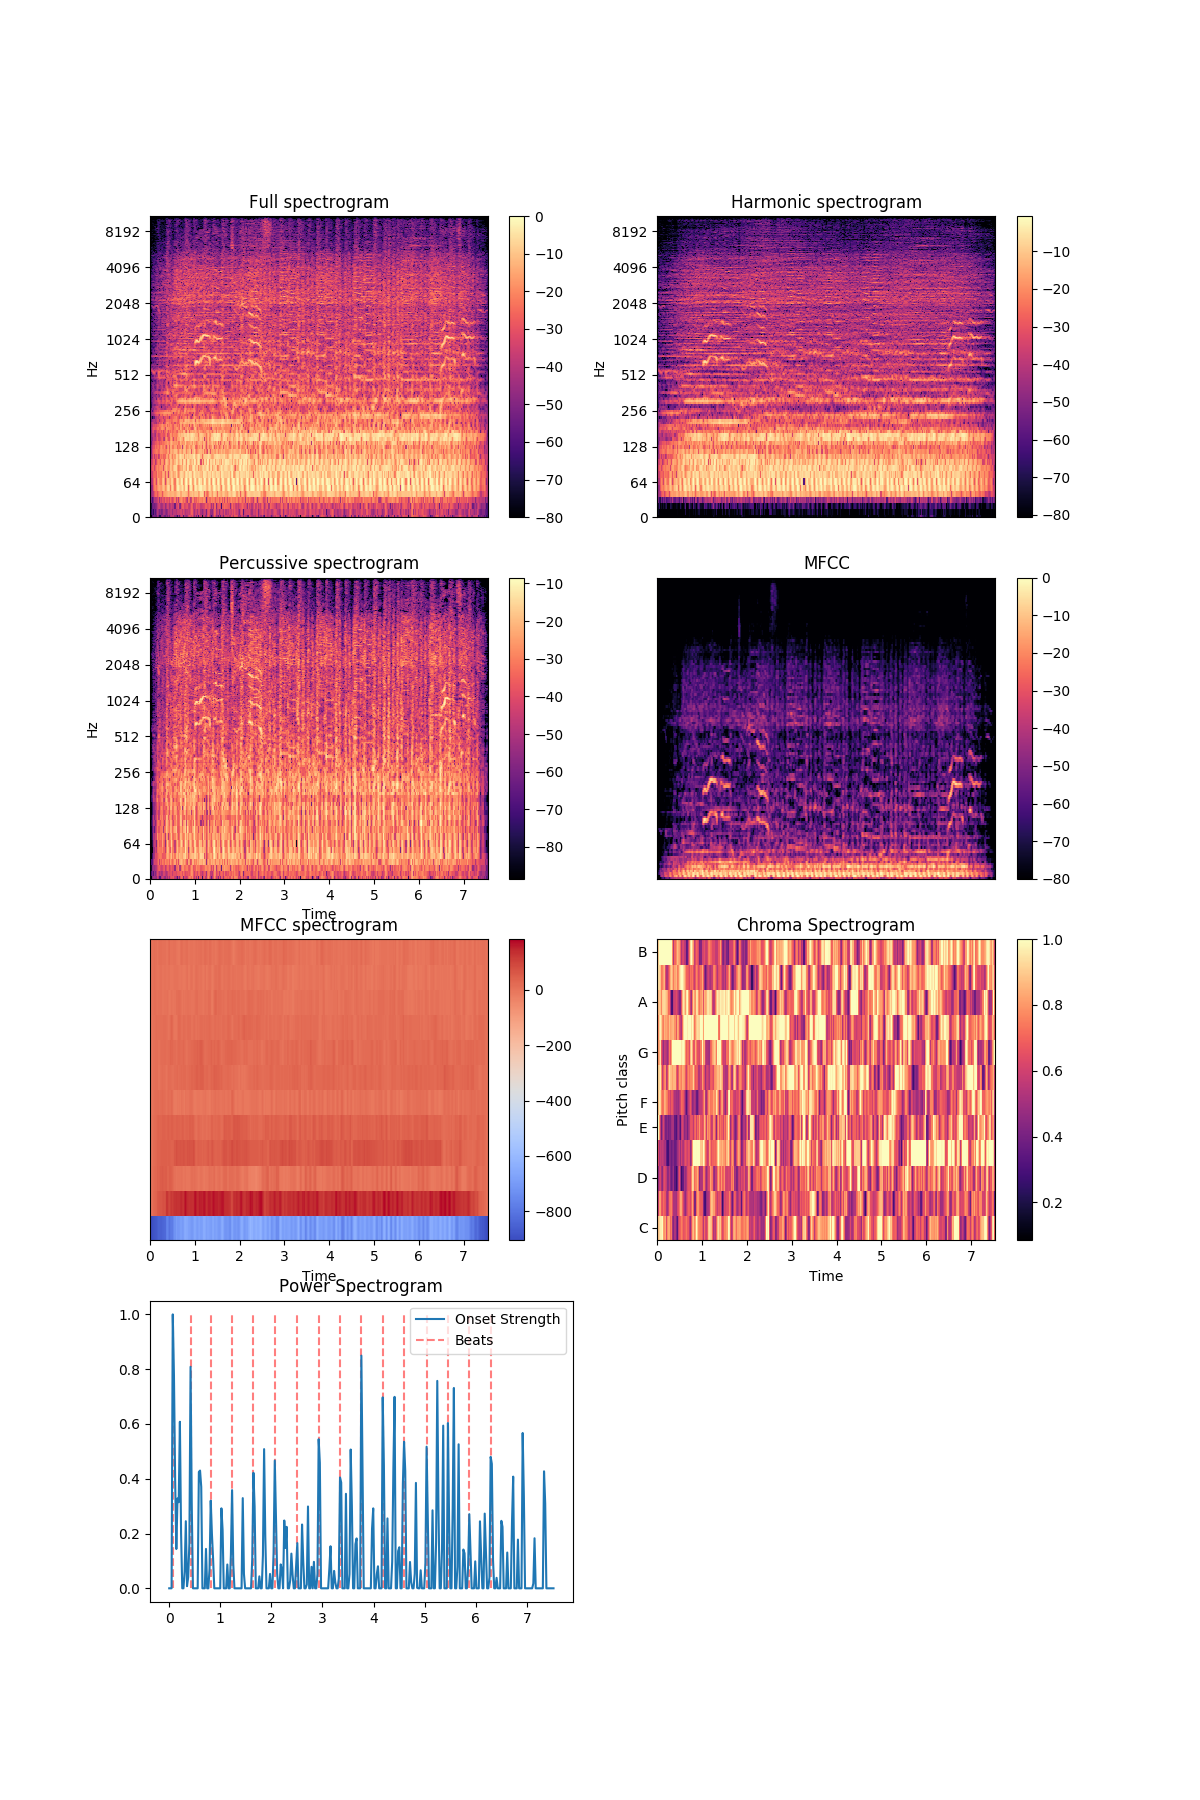 Full spectrogram
8192
4096
2048
1024
512
256
128
64
0
Hz
0
−10
−20
−30
−40
−50
−60
−70
−80
Harmonic spectrogram
8192
4096
2048
1024
512
256
128
64
0
Hz
−10
−20
−30
−40
−50
−60
−70
−80
Percussive spectrogram
8192
4096
2048
1024
512
256
128
64
0
Hz
0 1 2 3 4 5 6 7
Time
−10
−20
−30
−40
−50
−60
−70
−80
MFCC
0
−10
−20
−30
−40
−50
−60
−70
−80
MFCC spectrogram
0 1 2 3 4 5 6 7
Time
0
−200
−400
−600
−800
Chroma Spectrogram
B
A
G
F
E
D
C
Pitch class
0 1 2 3 4 5 6 7
Time
1.0
0.8
0.6
0.4
0.2
Power Spectrogram
1.0
0.8
0.6
0.4
0.2
0.0
0 1 2 3 4 5 6 7
Onset Strength
Beats